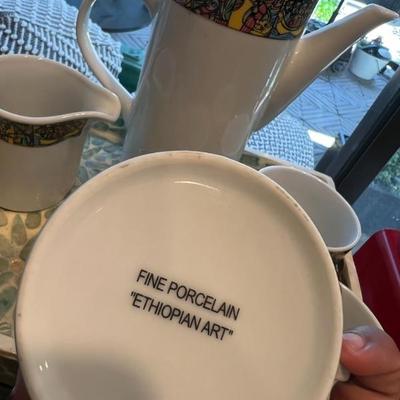 FINE PORCELAIN
"ETHIOPIAN ART"